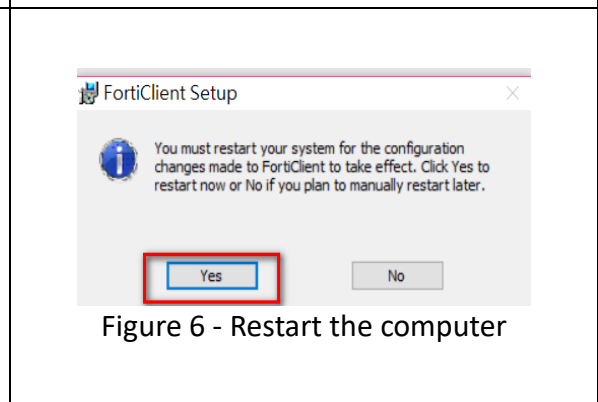 FortiClient Setup
You must restart your system for the configuration
changes made to FortiClient to take effect. Click Yes to
restart now or No if you plan to manually restart later.
Yes
No
Figure 6 - Restart the computer